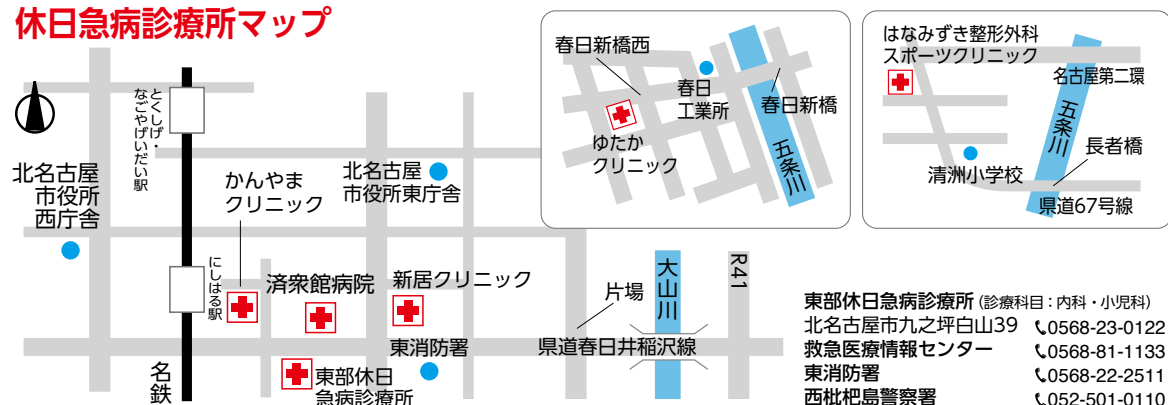 休日急病診療所マップ
とくしげ・
なごやげいだい駅
北名古屋
市役所
西庁舎
かんやま
クリニック
北名古屋
市役所東庁舎
にしはる駅
済衆館病院
新居クリニック
東消防署
東部休日
急病診療所
名鉄
片場
県道春日井稲沢線
大山川
R41
春日新橋西
春日
工業所
春日新橋
ゆたか
クリニック
五条川
はなみずき整形外科
スポーツクリニック
名古屋第二環
五条川
長者橋
清洲小学校
県道67号線
東部休日急病診療所 (診療科目:内科・小児科)
北名古屋市九之坪白山39 0568-23-0122
救急医療情報センター 0568-81-1133
東消防署 0568-22-2511
西枇杷島警察署 052-501-0110